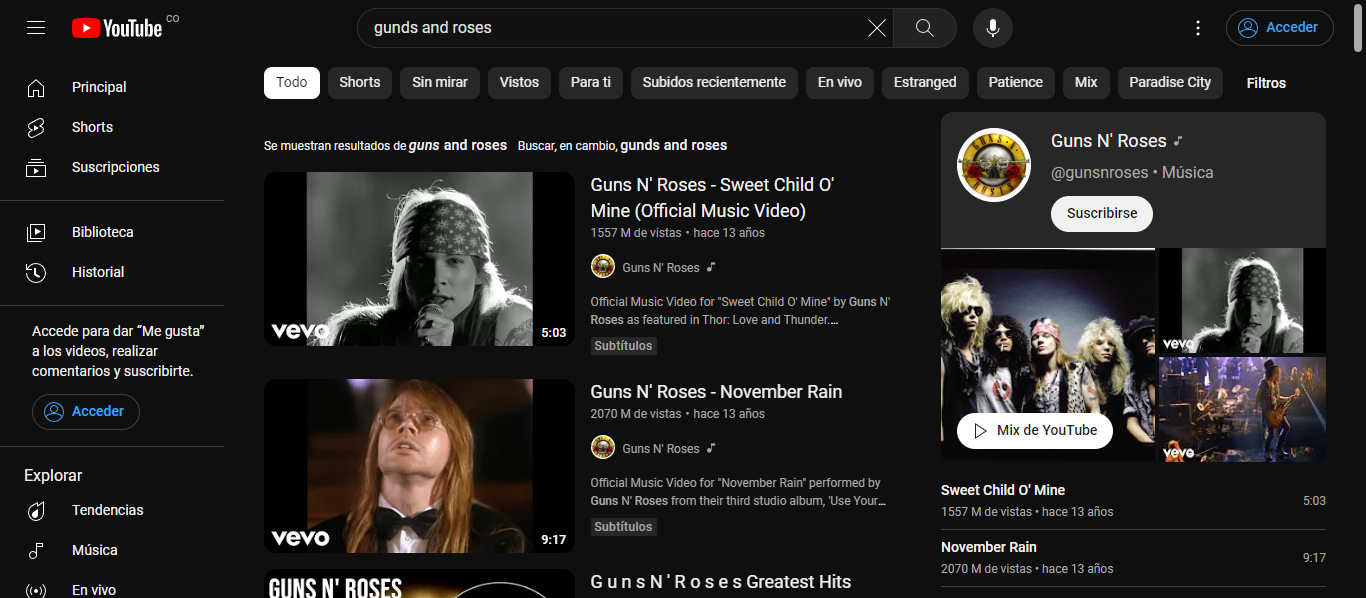 YouTube CO
gunds and roses
Acceder
Principal
Shorts
Suscripciones
Biblioteca
Historial
Accede para dar “Me gusta”
a los videos, realizar
comentarios y suscribirte.
Acceder
Explorar
Tendencias
Música
En vivo
Todo
Shorts
Sin mirar
Vistos
Para ti
Subidos recientemente
En vivo
Estranged
Patience
Mix
Paradise City
Filtros
Se muestran resultados de guns and roses Buscar, en cambio, gunds and roses
vevo
5:03
Guns N' Roses - Sweet Child O'
Mine (Official Music Video)
1557 M de vistas • hace 13 años
Guns N' Roses
Official Music Video for "Sweet Child O' Mine" by Guns N'
Roses as featured in Thor: Love and Thunder....
Subtítulos
vevo
9:17
Guns N' Roses - November Rain
2070 M de vistas • hace 13 años
Guns N' Roses
Official Music Video for "November Rain" performed by
Guns N' Roses from their third studio album, 'Use Your...
Subtítulos
GUNS N' ROSES
G u n s N ' R o s e s Greatest Hits
GUNS N
ROSES
Guns N' Roses
@gunsnroses • Música
Suscribirse
Mix de YouTube
vevo
vevo
Sweet Child O' Mine
1557 M de vistas • hace 13 años
5:03
November Rain
2070 M de vistas • hace 13 años
9:17